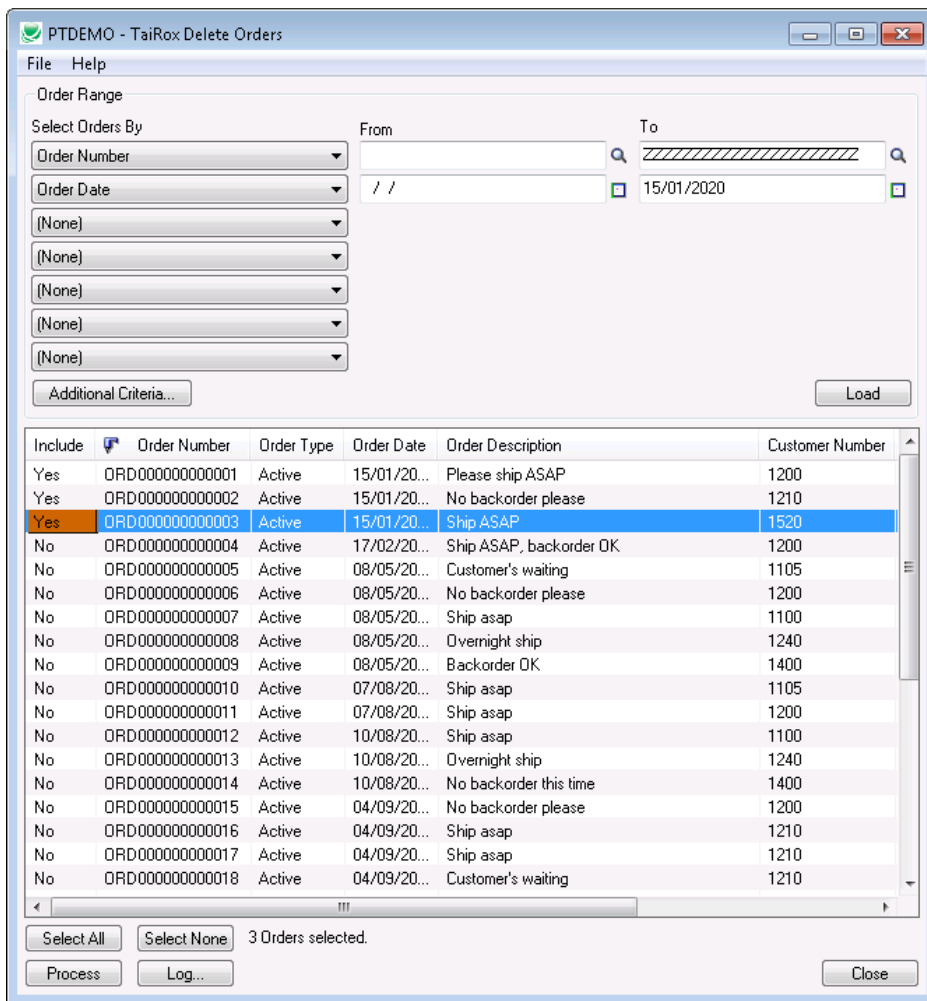 PTDEMO - TaiRox Delete Orders
File Help
Order Range
Select Orders By From To
Order Number ZZZZZZZZZZZZZZZZZZZZZZ
Order Date / / 15/01/2020
(None)
(None)
(None)
(None)
(None)
Additional Criteria... Load
Include Order Number Order Type Order Date Order Description Customer Number
Yes ORD000000000001 Active 15/01/20... Please ship ASAP 1200
Yes ORD000000000002 Active 15/01/20... No backorder please 1210
Yes ORD000000000003 Active 15/01/20... Ship ASAP 1520
No ORD000000000004 Active 17/02/20... Ship ASAP, backorder OK 1200
No ORD000000000005 Active 08/05/20... Customer's waiting 1105
No ORD000000000006 Active 08/05/20... No backorder please 1200
No ORD000000000007 Active 08/05/20... Ship asap 1100
No ORD000000000008 Active 08/05/20... Overnight ship 1240
No ORD000000000009 Active 08/05/20... Backorder OK 1400
No ORD000000000010 Active 07/08/20... Ship asap 1105
No ORD000000000011 Active 07/08/20... Ship asap 1200
No ORD000000000012 Active 10/08/20... Ship asap 1100
No ORD000000000013 Active 10/08/20... Overnight ship 1240
No ORD000000000014 Active 10/08/20... No backorder this time 1400
No ORD000000000015 Active 04/09/20... No backorder please 1200
No ORD000000000016 Active 04/09/20... Ship asap 1210
No ORD000000000017 Active 04/09/20... Ship asap 1210
No ORD000000000018 Active 04/09/20... Customer's waiting 1210
Select All Select None 3 Orders selected.
Process Log... Close